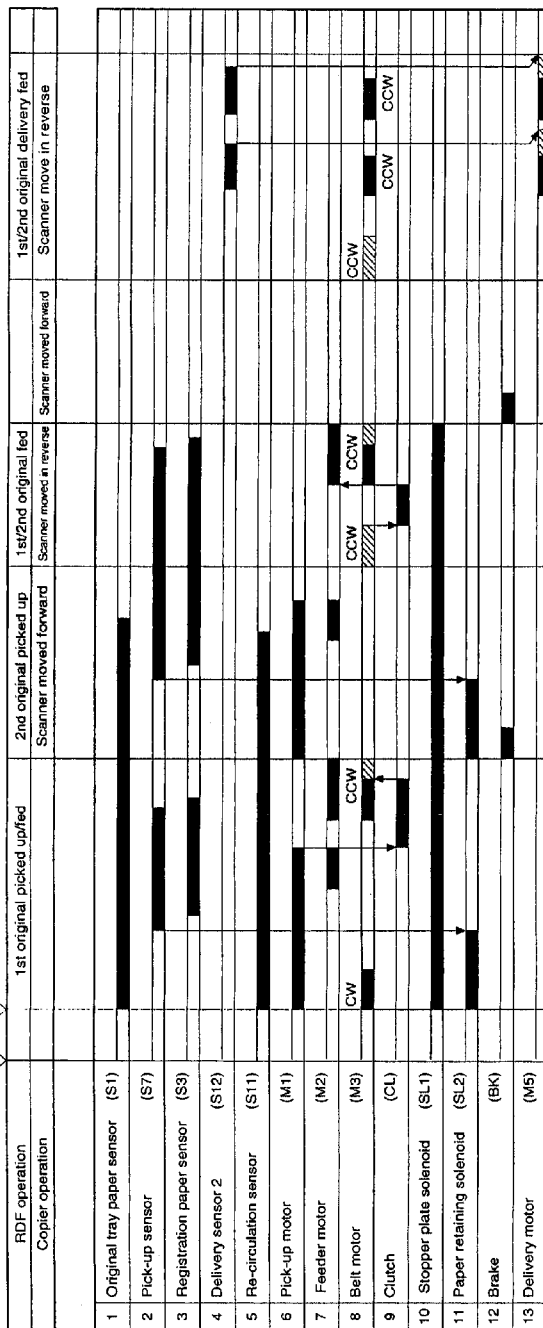 RDF operation 1st original picked up/fed 2nd original picked up 1st/2nd original fed 1st/2nd original delivery fed
Copier operation Scanner moved forward Scanner moved in reverse Scanner moved forward Scanner move in reverse
1 Original tray paper sensor (S1)
2 Pick-up sensor (S7)
3 Registration paper sensor (S3)
4 Delivery sensor 2 (S12)
5 Re-circulation sensor (S11)
6 Pick-up motor (M1)
7 Feeder motor (M2)
8 Belt motor (M3) CW CCW CCW CCW CCW CCW CCW
9 Clutch (CL)
10 Stopper plate solenoid (SL1)
11 Paper retaining solenoid (SL2)
12 Brake (BK)
13 Delivery motor (M5)